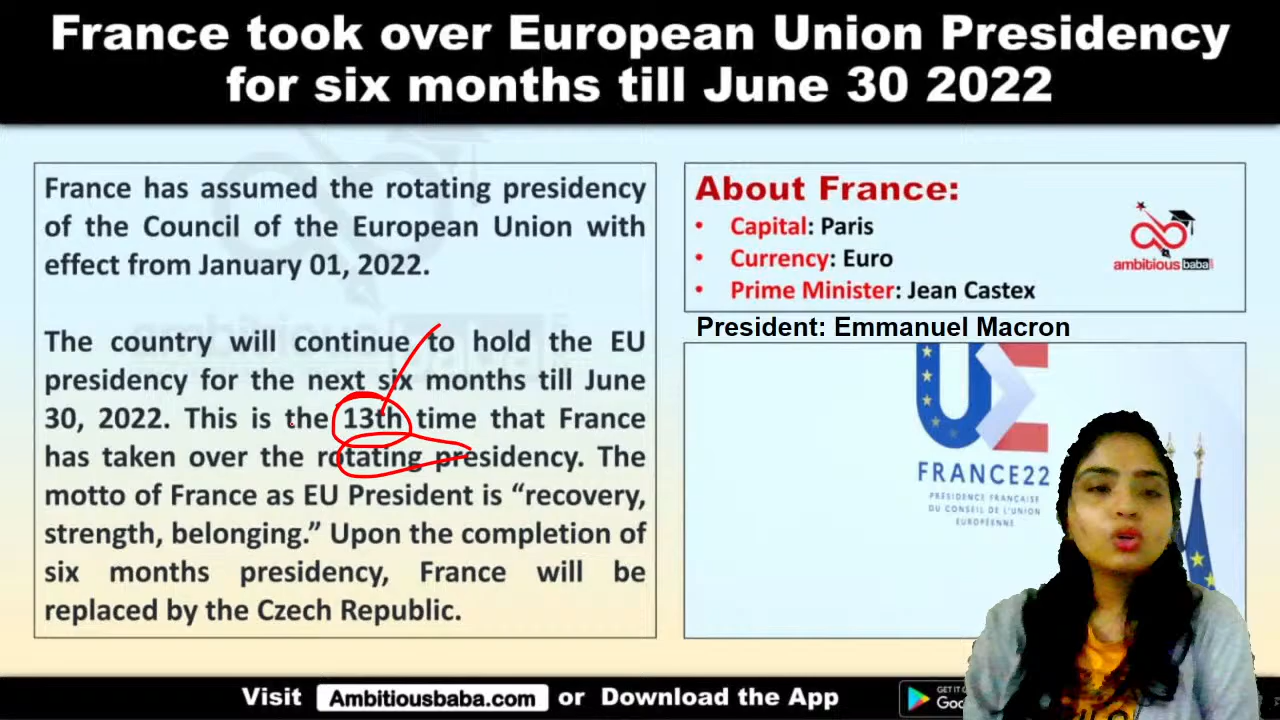 France took over European Union Presidency
for six months till June 30 2022
France has assumed the rotating presidency
of the Council of the European Union with
effect from January 01, 2022.
The country will continue to hold the EU
presidency for the next six months till June
30, 2022. This is the 13th time that France
has taken over the rotating presidency. The
motto of France as EU President is “recovery,
strength, belonging.” Upon the completion of
six months presidency, France will be
replaced by the Czech Republic.
About France:
• Capital: Paris
• Currency: Euro
• Prime Minister: Jean Castex
ambitiousbaba
President: Emmanuel Macron
FRANCE22
PRÉSIDENCE FRANÇAISE
DU CONSEIL DE L'UNION
EUROPÉENNE
Visit Ambitiousbaba.com or Download the App